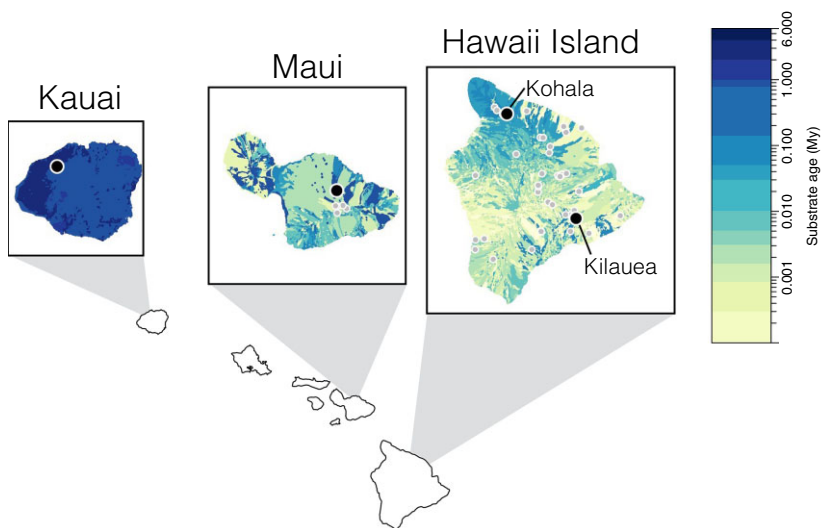 Kauai
Maui
Hawaii Island
Kohala
Kilauea
6.000
1.000
0.100
0.010
0.001
Substrate age (My)